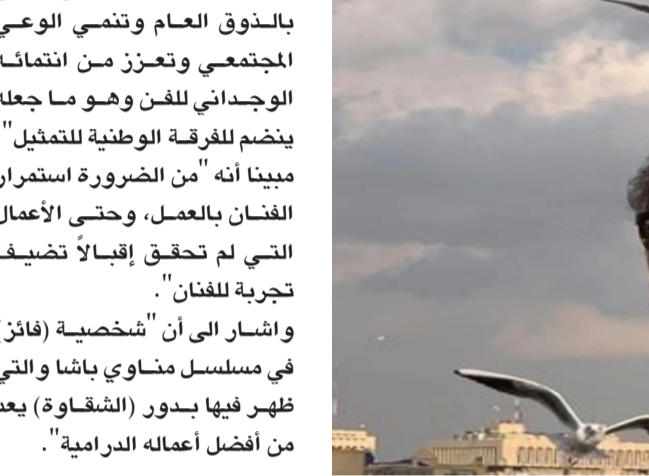 بالذوق العام وتنمي الوعي
المجتمعي وتعزز من انتمائه
الوجداني للفن وهو ما جعله
ينضم للفرقة الوطنية للتمثيل"
مبينا أنه "من الضرورة استمرار
الفنان بالعمل، وحتى الأعمال
التي لم تحقق إقبالاً تضيف
تجربة للفنان".
واشار الى أن "شخصية (فائز)
في مسلسل مناوي باشا والتي
ظهر فيها بدور (الشقاوة) يعد
من أفضل أعماله الدرامية".